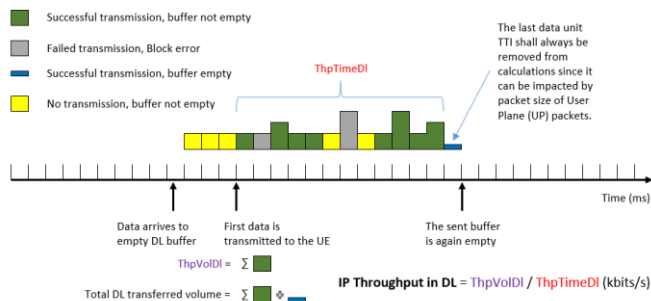 Successful transmission, buffer not empty
Failed transmission, Block error
Successful transmission, buffer empty
No transmission, buffer not empty
ThpTimeDl
The last data unit
TTI shall always be
removed from
calculations since it
can be impacted by
packet size of User
Plane (UP) packets.
Time (ms)
Data arrives to
empty DL buffer
First data is
transmitted to the UE
The sent buffer
is again empty
ThpVolDl = ∑
Total DL transferred volume = ∑ +
IP Throughput in DL = ThpVolDl / ThpTimeDl (kbits/s)